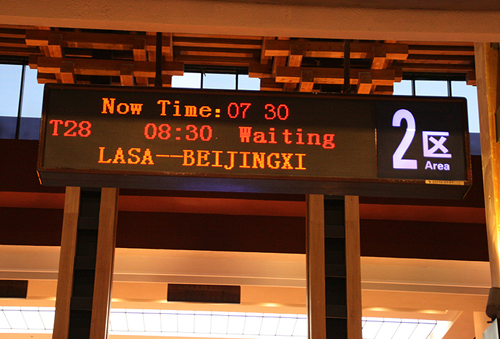 Now Time: 07 30
T28 08:30 Waiting
LASA--BEIJINGXI
2区
Area